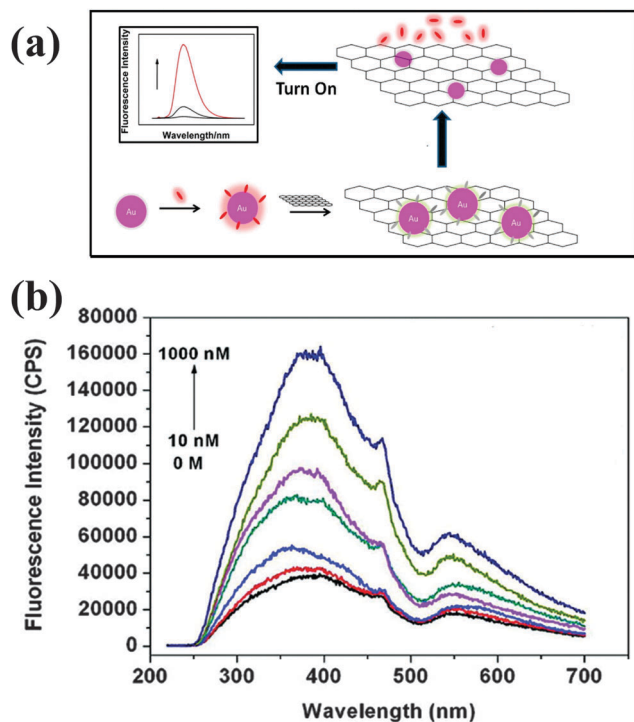 (a)
Fluorescence Intensity
Wavelength/nm
Turn On
Au
Au
Au
Au
Au
(b)
80000
160000
140000
120000
100000
80000
60000
40000
20000
0
Fluorescence Intensity (CPS)
1000 nM
10 nM
0 M
200 300 400 500 600 700
Wavelength (nm)